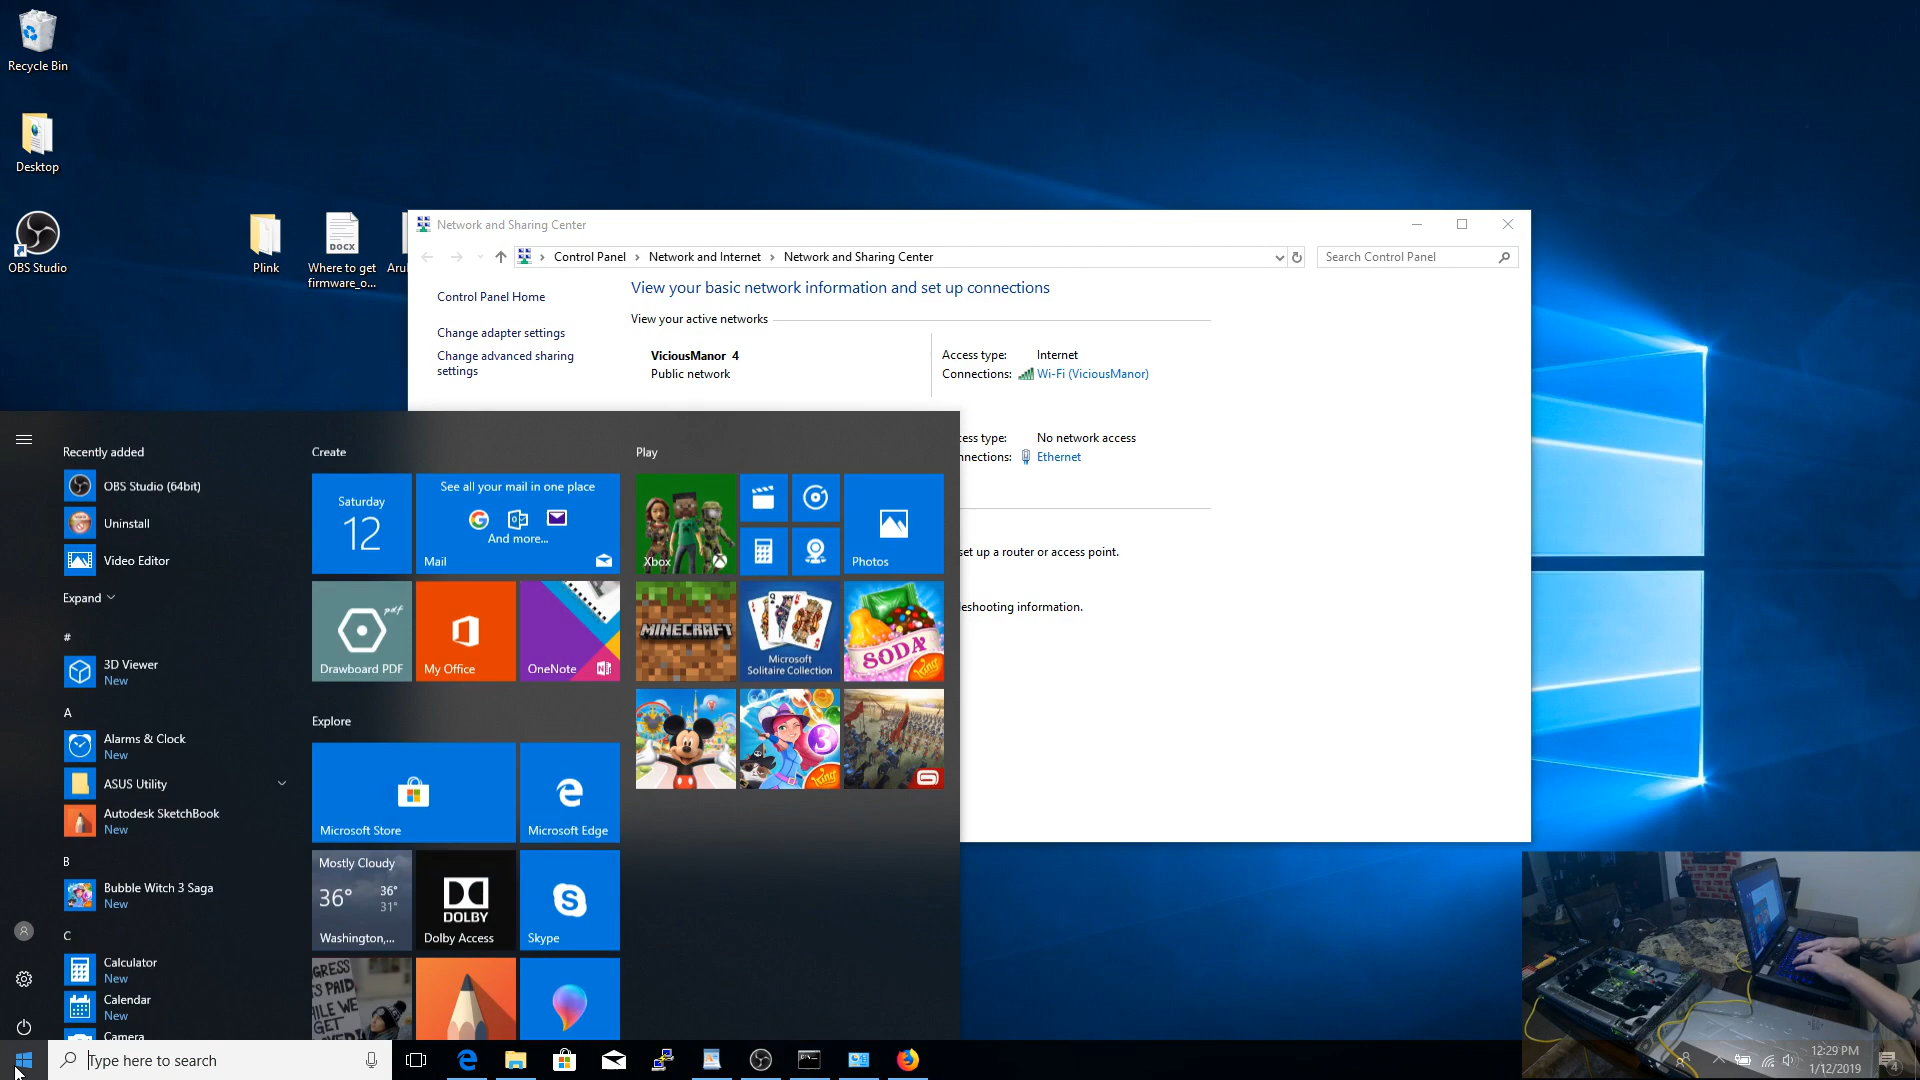 Recycle Bin
Desktop
OBS Studio
Plink
Where to get
firmware_o...
Network and Sharing Center
Control Panel
Network and Internet
Network and Sharing Center
Search Control Panel
Control Panel Home
Change adapter settings
Change advanced sharing
settings
View your basic network information and set up connections
View your active networks
ViciousManor 4
Public network
Access type: Internet
Connections: Wi-Fi (ViciousManor)
cess type: No network access
nnections: Ethernet
set up a router or access point.
leshooting information.
Recently added
OBS Studio (64bit)
Uninstall
Video Editor
Expand
#
3D Viewer
New
A
Alarms & Clock
New
ASUS Utility
Autodesk SketchBook
New
B
Bubble Witch 3 Saga
New
C
Calculator
New
Calendar
New
Camera
Create
Saturday
12
See all your mail in one place
And more...
Mail
Drawboard PDF
My Office
OneNote
Explore
Microsoft Store
Microsoft Edge
Mostly Cloudy
36°
36°
31°
Washington,...
DOLBY
Dolby Access
Skype
Play
Xbox
Photos
MINECRAFT
Microsoft
Solitaire Collection
SODA
King
3
King
Type here to search
12:29 PM
1/12/2019
4